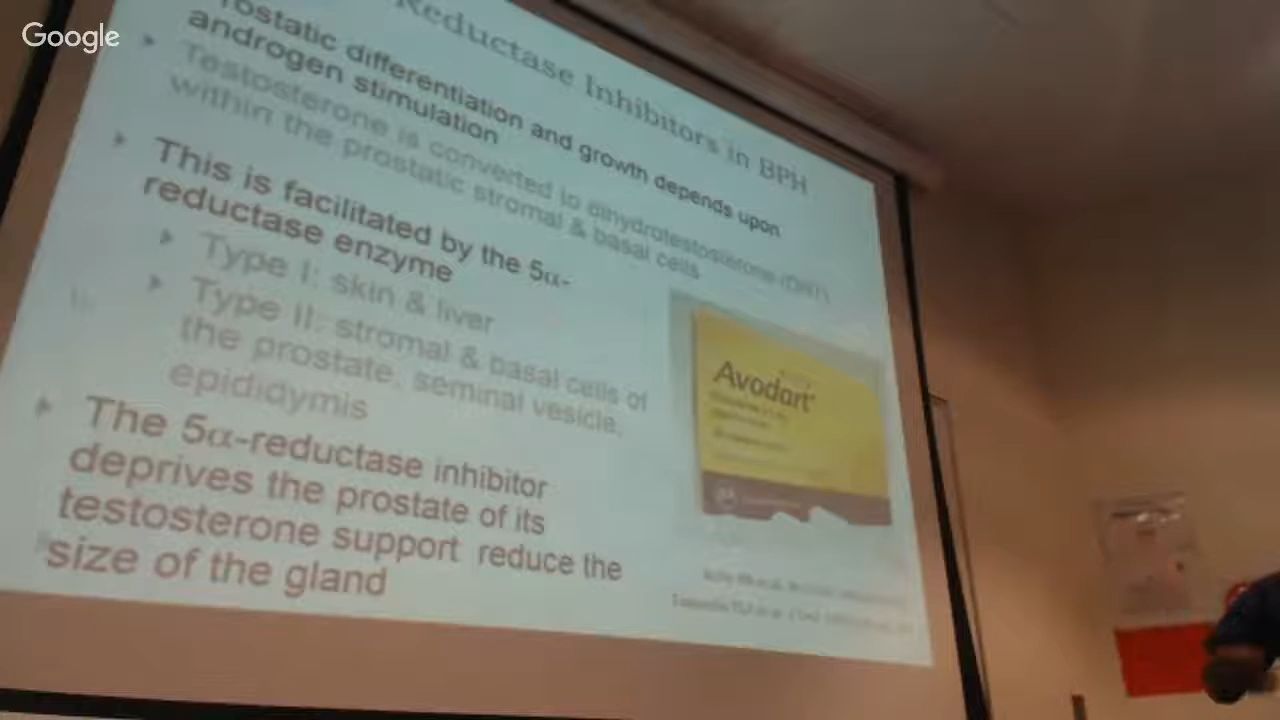 Google
Reductase Inhibitors in BPH
rostatic differentiation and growth depends upon
androgen stimulation
Testosterone is converted to dihydrotestosterone (DHT)
within the prostatic stromal & basal cells
This is facilitated by the 5α-
reductase enzyme
Type I: skin & liver
Type II: stromal & basal cells of
the prostate, seminal vesicle,
epididymis
The 5α-reductase inhibitor
deprives the prostate of its
testosterone support reduce the
size of the gland
Avodart